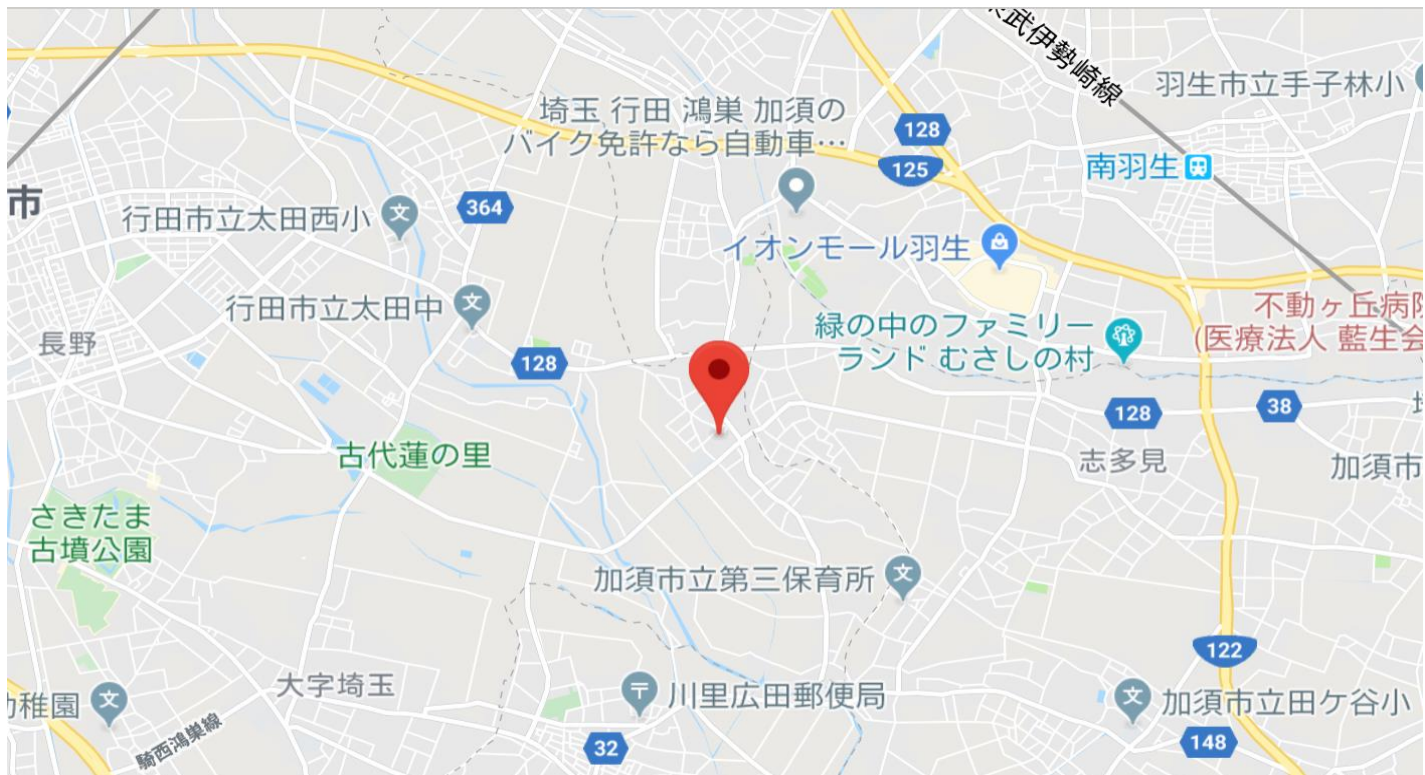 東武伊勢崎線
羽生市立手子林小
埼玉 行田 鴻巣 加須の
バイク免許なら自動車…
128
125
南羽生
市
行田市立太田西小
364
イオンモール羽生
行田市立太田中
不動ヶ丘病院
(医療法人 藍生会
緑の中のファミリー
ランド むさしの村
長野
128
128
38
古代蓮の里
志多見
加須市
さきたま
古墳公園
加須市立第三保育所
文
122
大字埼玉
川里広田郵便局
幼稚園
加須市立田ケ谷小
騎西鴻巣線
32
148